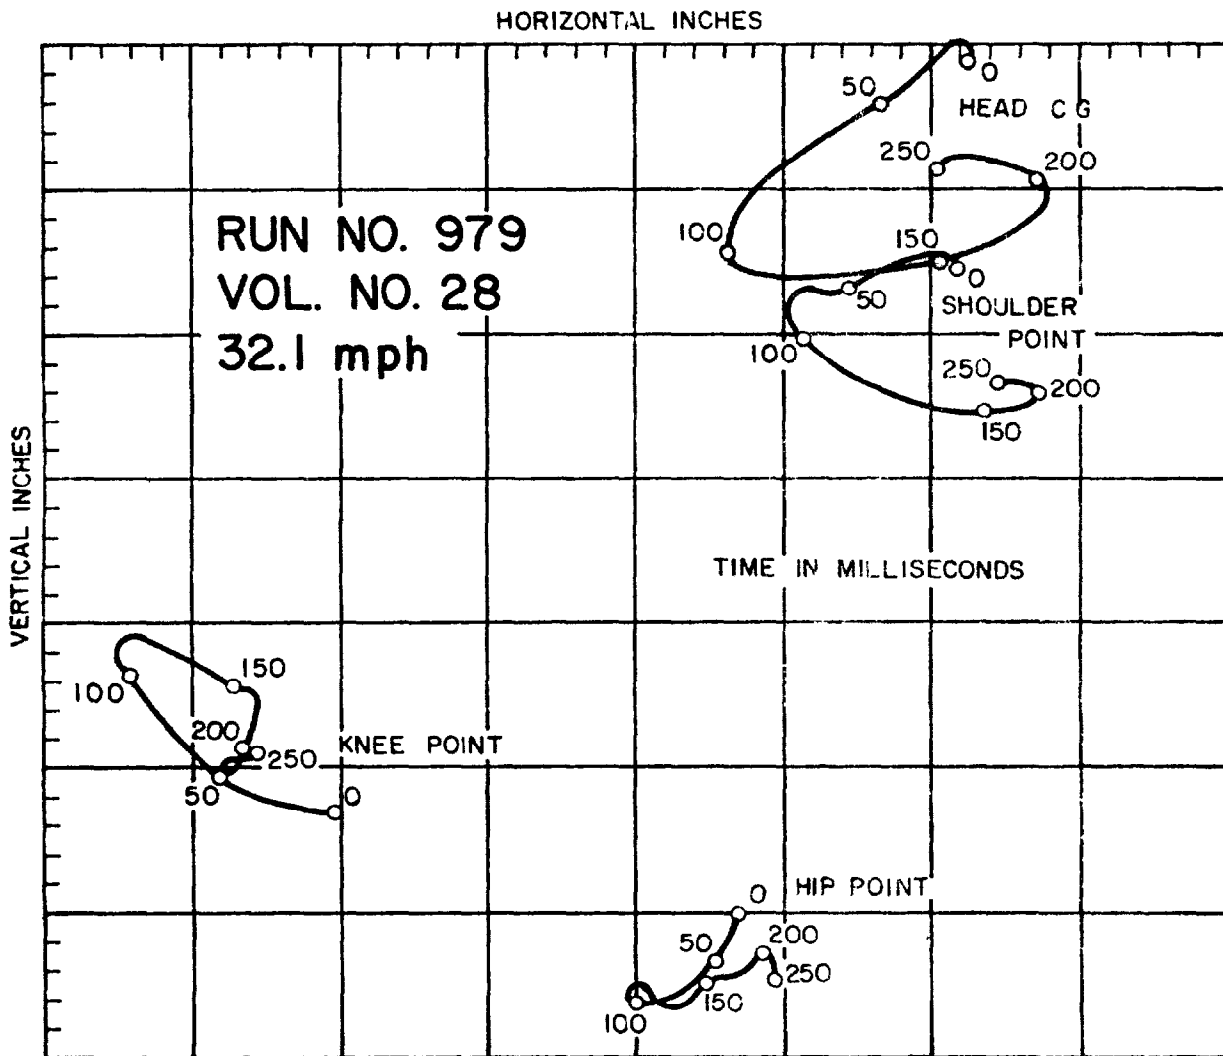 HORIZONTAL INCHES
0
50
HEAD CG
250
200
RUN NO. 979
100
150
0
VOL. NO. 28
50
SHOULDER
POINT
32.1 mph
100
250
200
150
VERTICAL INCHES
TIME IN MILLISECONDS
150
100
200
KNEE POINT
250
50
0
0
HIP POINT
50
200
250
150
100